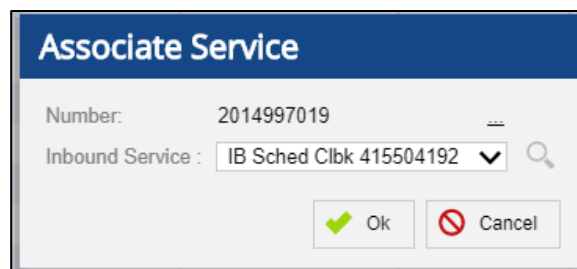 Associate Service
Number: 2014997019 ...
Inbound Service : IB Sched Clbk 415504192
Ok Cancel